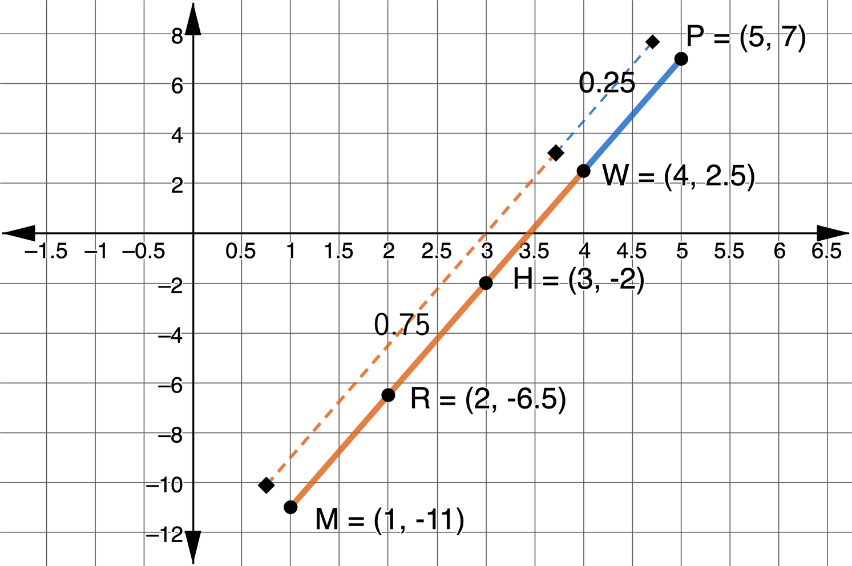 8
P = (5, 7)
6
0.25
4
2
W = (4, 2.5)
−1.5 −1 −0.5 0.5 1 1.5 2 2.5 3 3.5 4 4.5 5 5.5 6 6.5
−2
H = (3, -2)
−4
0.75
−6
R = (2, -6.5)
−8
−10
M = (1, -11)
−12